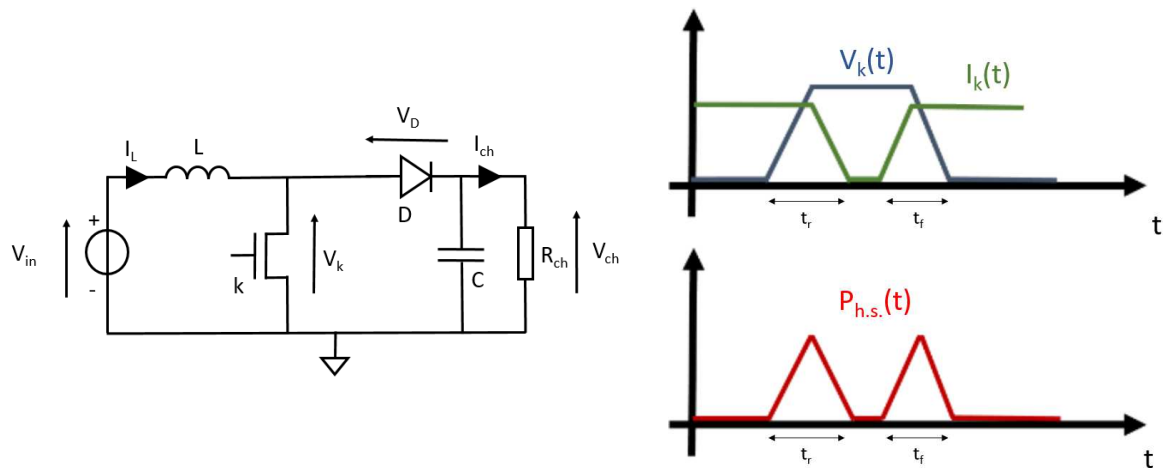 V_D
I_L
L
I_ch
+
V_in
-
k
V_k
D
C
R_ch
V_ch
V_k(t)
I_k(t)
t_r
t_f
t
P_h.s.(t)
t_r
t_f
t